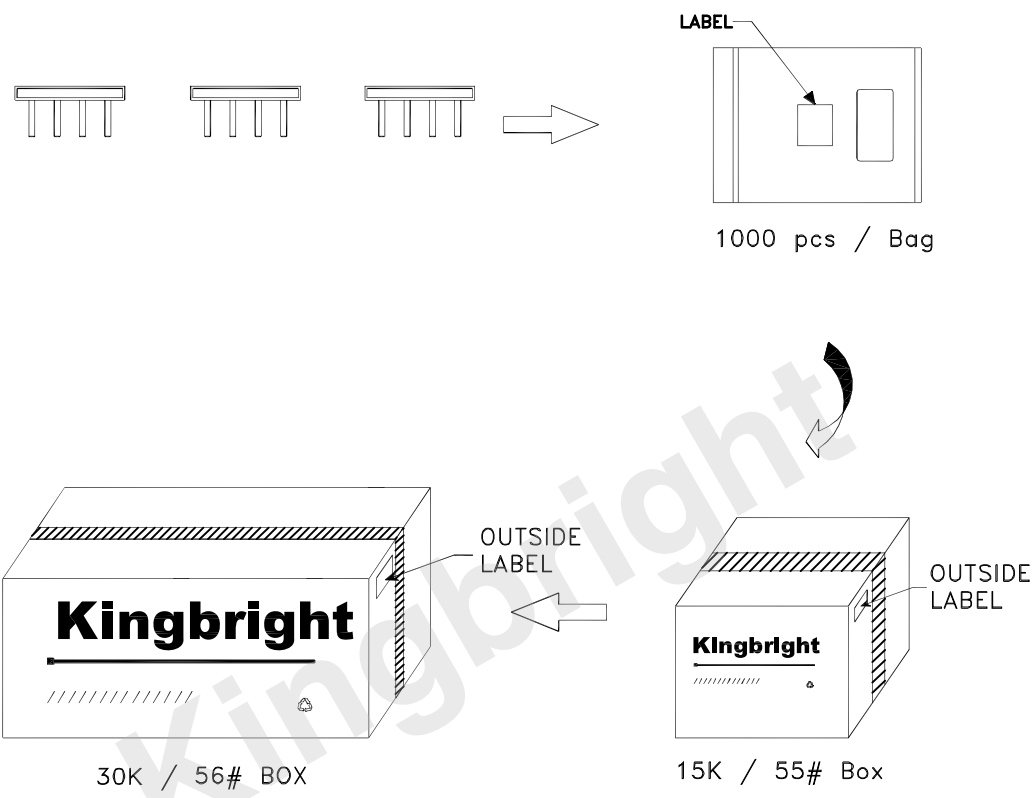 LABEL
1000 pcs / Bag
Kingbright
OUTSIDE
LABEL
OUTSIDE
LABEL
Kingbright
Kingbright
30K / 56# BOX
15K / 55# Box